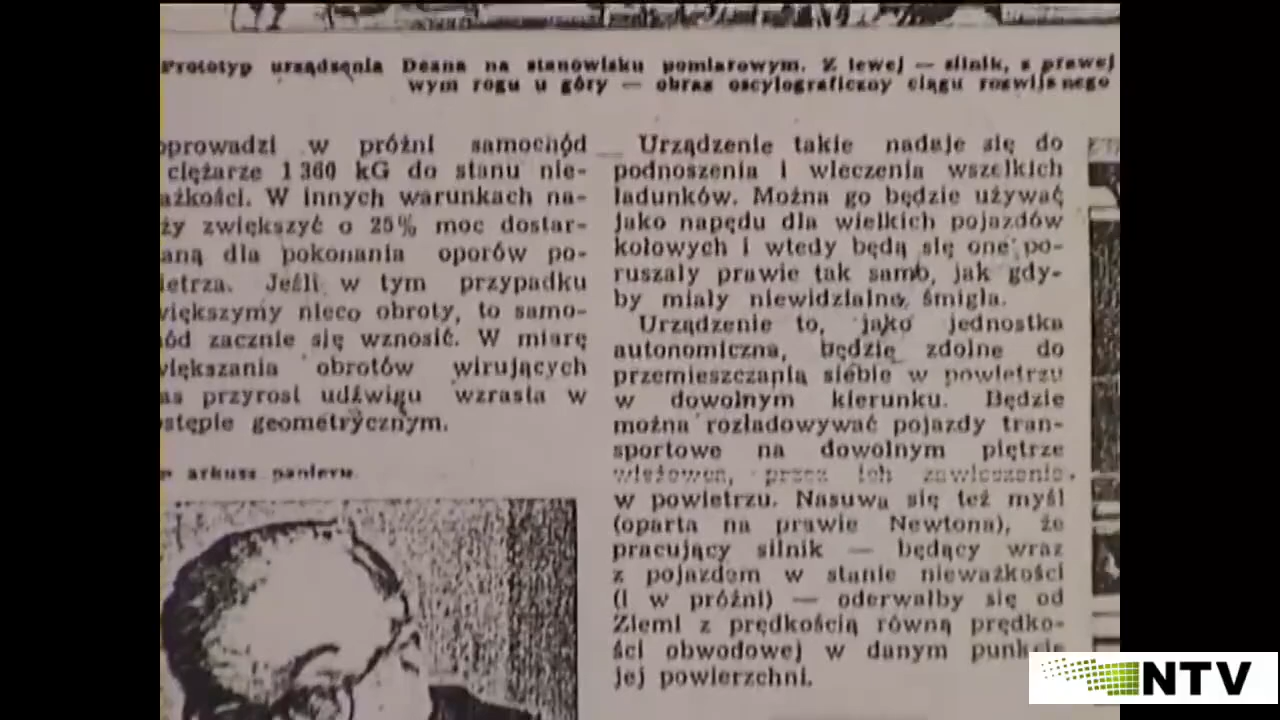 Prototyp urządzenia Deana na stanowisku pomiarowym. Z lewej — silnik, z prawej
wym rogu u góry — obraz oscylograficzny ciągu rozwijanego
oprowadzi w próżni samochód
ciężarze 1 360 kG do stanu nie-
ażkości. W innych warunkach na-
ży zwiększyć o 25% moc dostar-
aną dla pokonania oporów po-
ietrza. Jeśli w tym przypadku
większymy nieco obroty, to samo-
ód zacznie się wznosić. W miarę
większania obrotów wirujących
as przyrost udźwigu wzrasta w
stępie geometrycznym.
arkusz papieru.
Urządzenie takie nadaje się do
podnoszenia i wleczenia wszelkich
ładunków. Można go będzie używać
jako napędu dla wielkich pojazdów
kołowych i wtedy będą się one po-
ruszały prawie tak samo, jak gdy-
by miały niewidzialne śmigła.
Urządzenie to, jako jednostka
autonomiczna, będzie zdolne do
przemieszczania siebie w powietrzu
w dowolnym kierunku. Będzie
można rozładowywać pojazdy tran-
sportowe na dowolnym piętrze
wieżowca, przez ich zawieszenie
w powietrzu. Nasuwa się też myśl
(oparta na prawie Newtona), że
pracujący silnik — będący wraz
z pojazdem w stanie nieważkości
(i w próżni) — oderwałby się od
Ziemi z prędkością równą prędko-
ści obwodowej w danym punkcie
jej powierzchni.
NTV